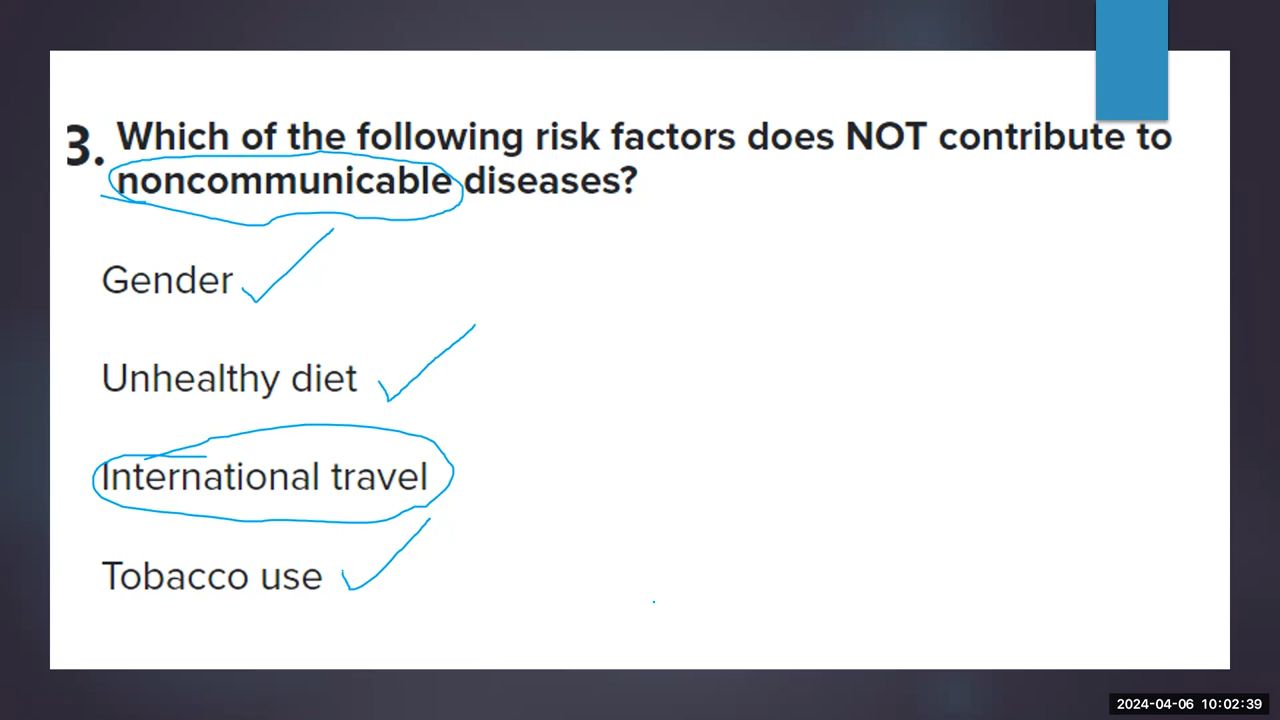 3. Which of the following risk factors does NOT contribute to
noncommunicable diseases?
Gender
Unhealthy diet
International travel
Tobacco use
2024-04-06 10:02:39